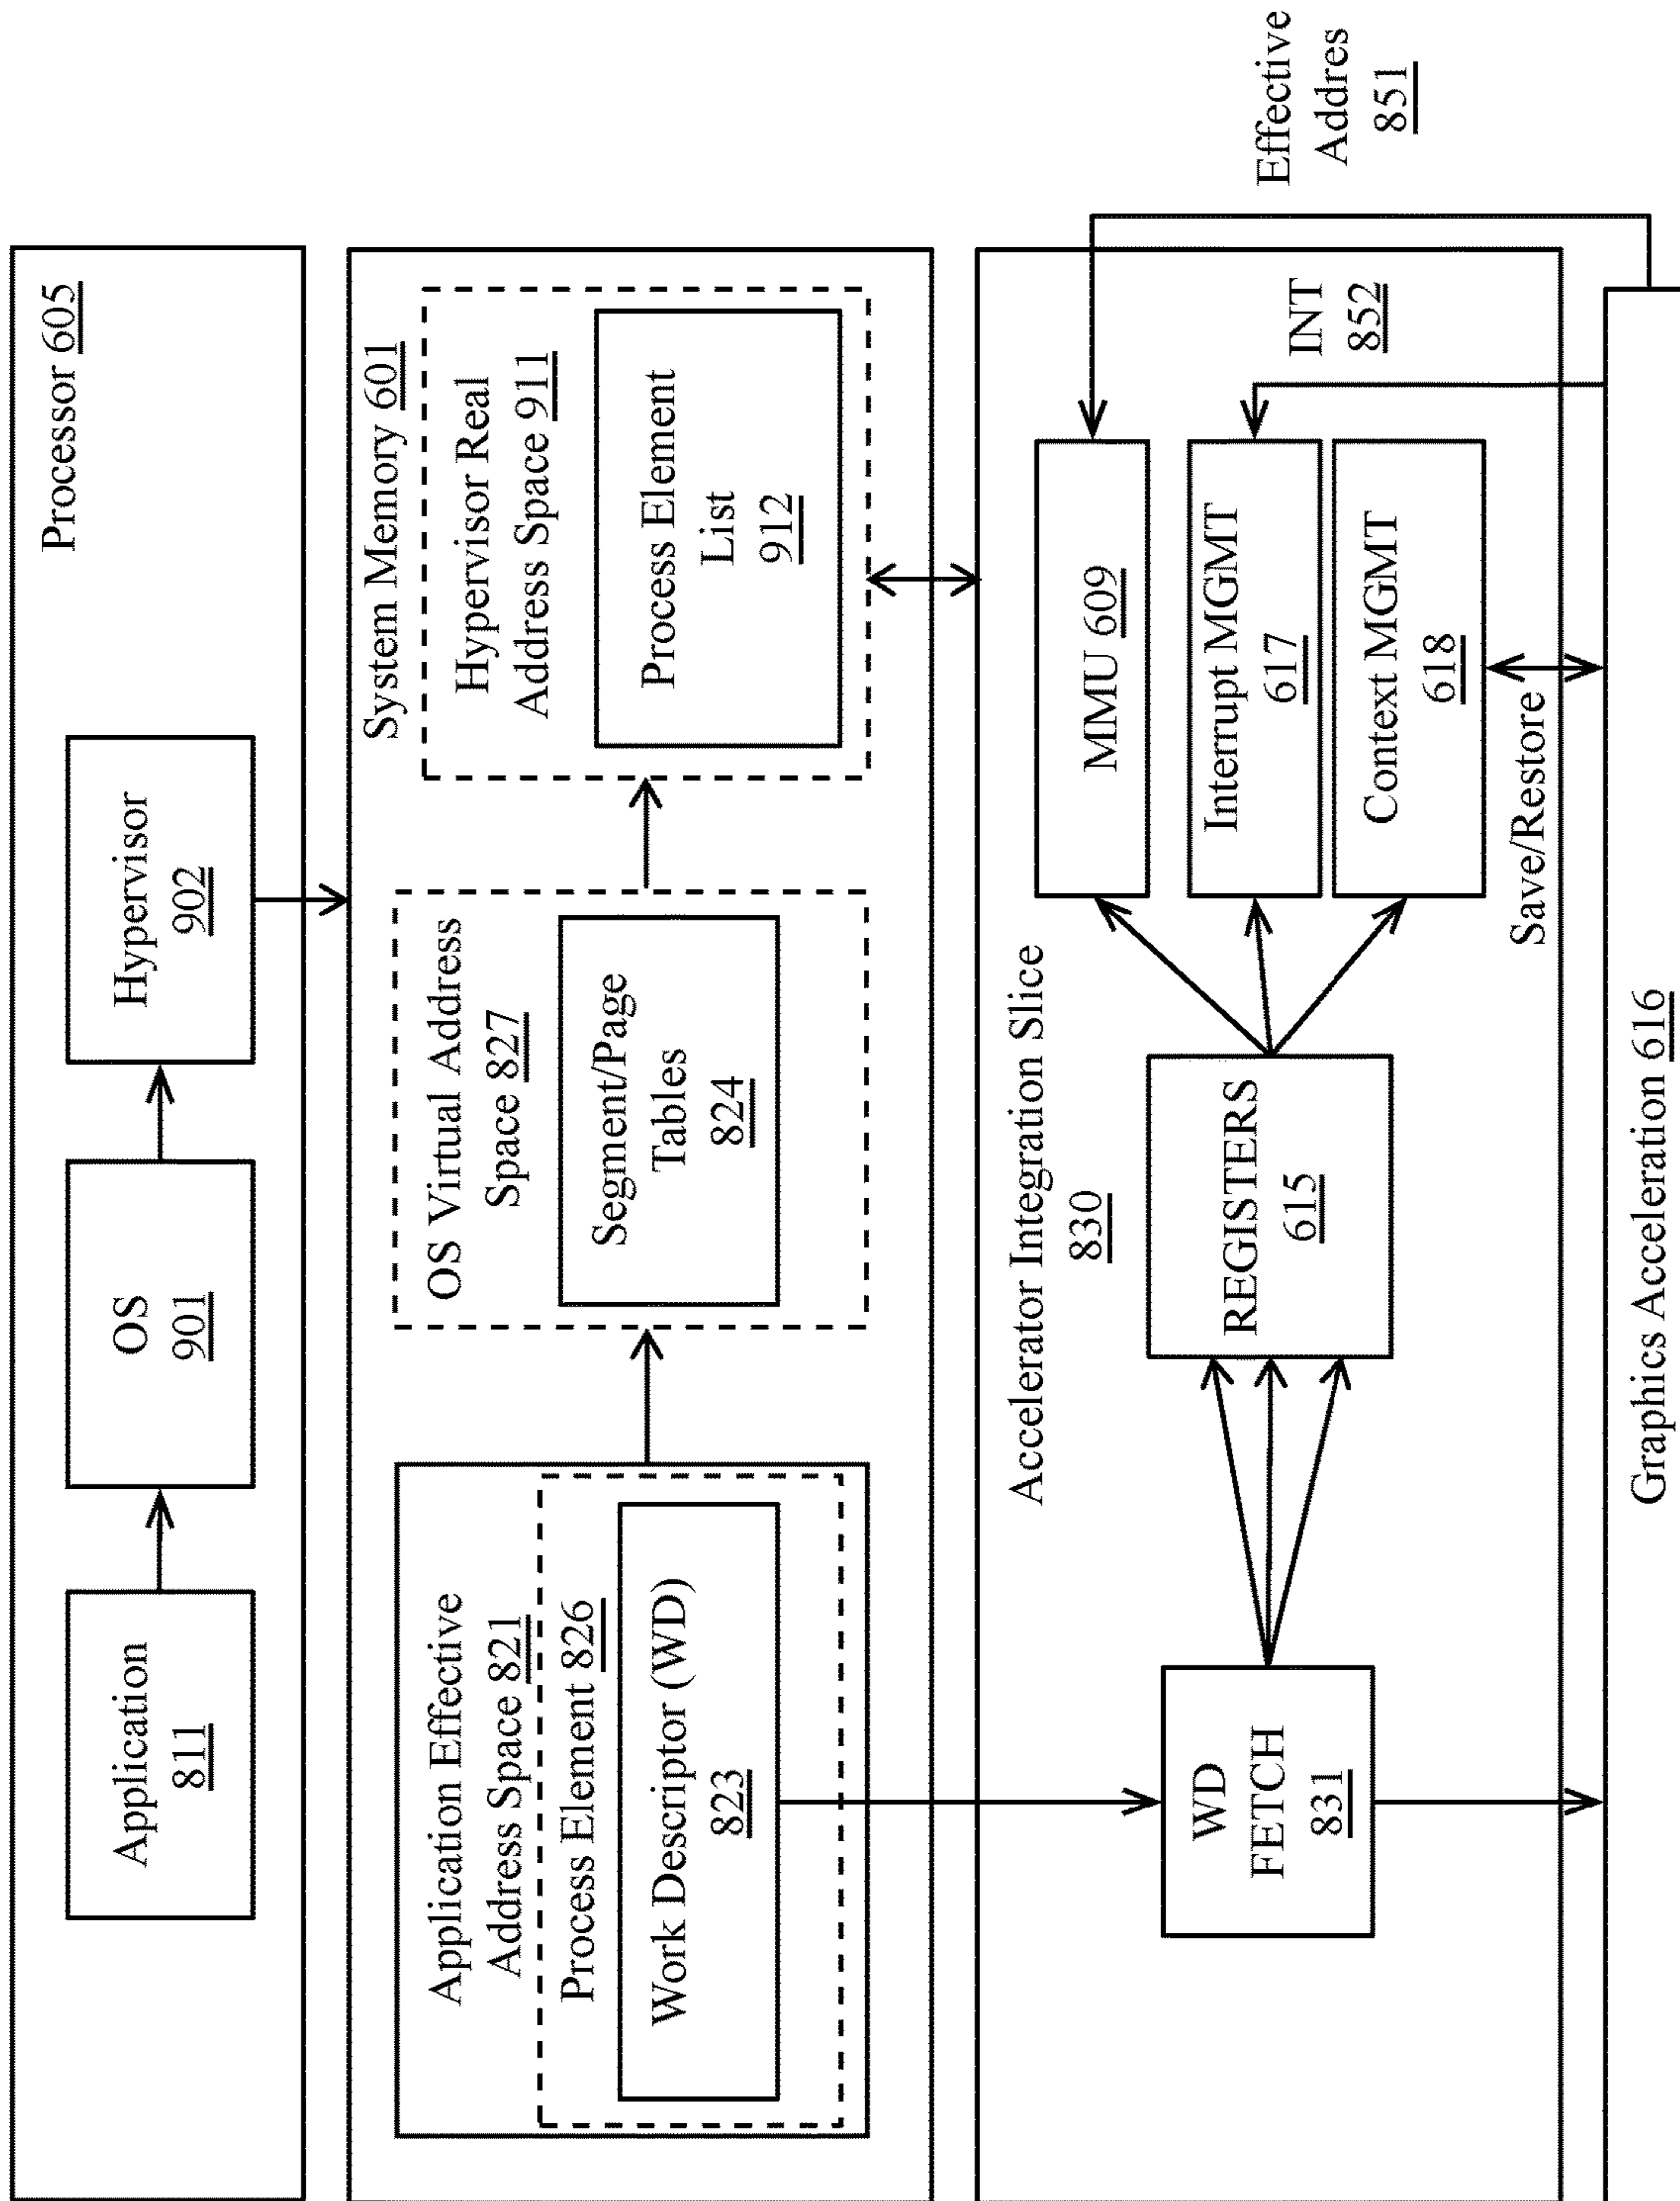 Processor 605
Application
811
OS
901
Hypervisor
902
System Memory 601
Application Effective
Address Space 821
Process Element 826
Work Descriptor (WD)
823
OS Virtual Address
Space 827
Segment/Page
Tables
824
Hypervisor Real
Address Space 911
Process Element
List
912
Accelerator Integration Slice
830
WD
FETCH
831
REGISTERS
615
MMU 609
Interrupt MGMT
617
Context MGMT
618
INT
852
Effective
Addres
851
Save/Restore
Graphics Acceleration 616